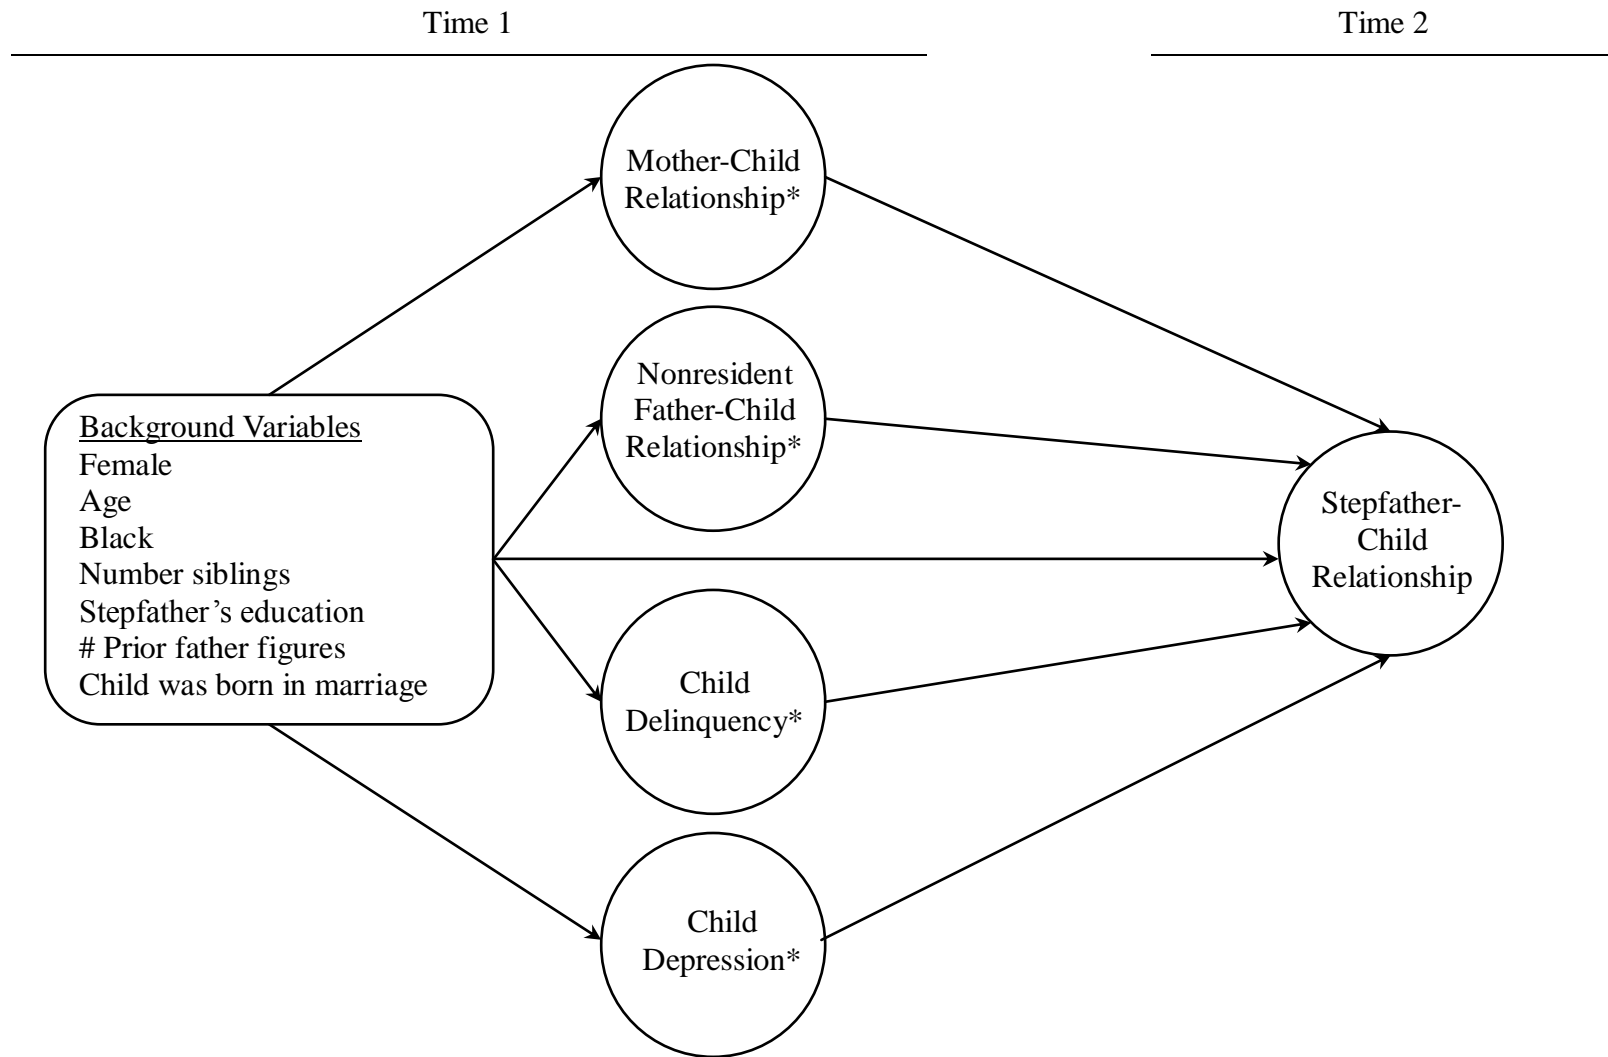 Time 1
Time 2
Mother-Child
Relationship*
Nonresident
Father-Child
Relationship*
Background Variables
Female
Age
Black
Number siblings
Stepfather’s education
# Prior father figures
Child was born in marriage
Stepfather-
Child
Relationship
Child
Delinquency*
Child
Depression*